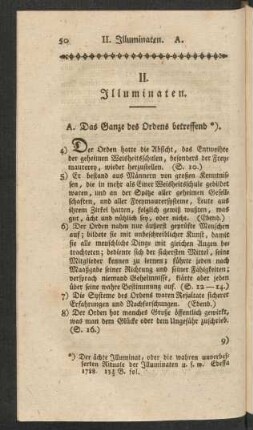 50 II. Illuminaten. A.
II.
Illuminaten.
A. Das Ganze des Ordens betreffend *).
4) Der Orden hatte die Absicht, das Entweihte
der geheimen Weisheitsschulen, besonders der Frey-
maurerey, wieder herzustellen. (S. 10.)
5) Er bestand aus Männern von großen Kenntnis-
sen, die in mehr als Einer Weisheitsschule gebildet
waren, und an der Spitze aller geheimen Gesell-
schaften, und aller Freymaurersysteme, Leute aus
ihrem Zirkel hatten, folglich gewiß wußten, was
gut, ächt und nützlich sey, oder nicht. (Ebend.)
6) Der Orden nahm nur äußerst geprüfte Menschen
auf; bildete sie mit unbeschreiblicher Kunst, damit
sie alle menschliche Dinge mit gleichen Augen be-
trachteten; bediente sich der sichersten Mittel, seine
Mitglieder kennen zu lernen; führte jeden nach
Maaßgabe seiner Richtung und seiner Fähigkeiten;
versprach niemand Geheimnisse, klärte aber jeden
über seine wahre Bestimmung auf. (S. 12—14.)
7) Die Systeme des Ordens waren Resultate sicherer
Erfahrungen und Nachforschungen. (Ebend.)
8) Der Orden hat manches Große öffentlich gewirkt,
was man dem Glücke oder dem Ungefähr zuschrieb.
(S. 16.)
9)
*) Der ächte Illuminat, oder die wahren unverbes-
serten Rituale der Illuminaten u. s. w. Edessa
1788. 13½ B. fol.